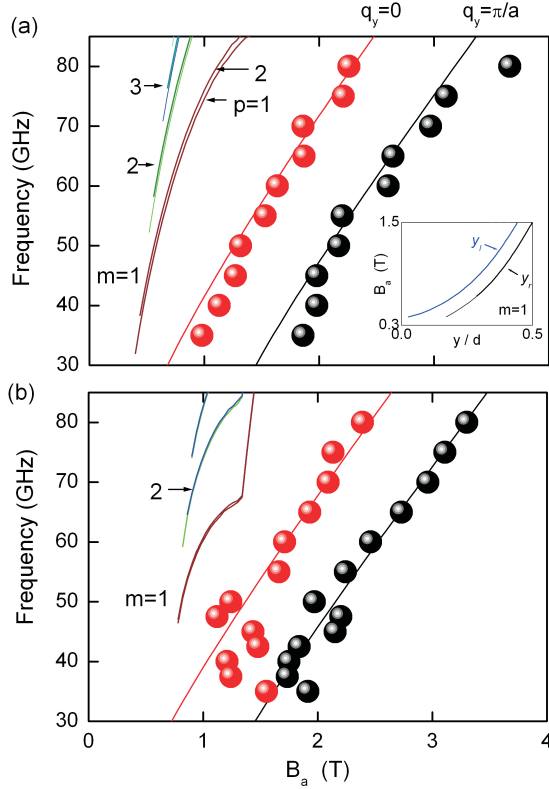 (a)
q_y=0
q_y=π/a
80
70
60
50
40
30
Frequency (GHz)
3
2
p=1
2
m=1
1.5
B_a (T)
0.3
y_l
y_r
m=1
0.0
0.5
y / d
(b)
80
70
60
50
40
30
Frequency (GHz)
2
m=1
0
1
2
3
4
B_a (T)